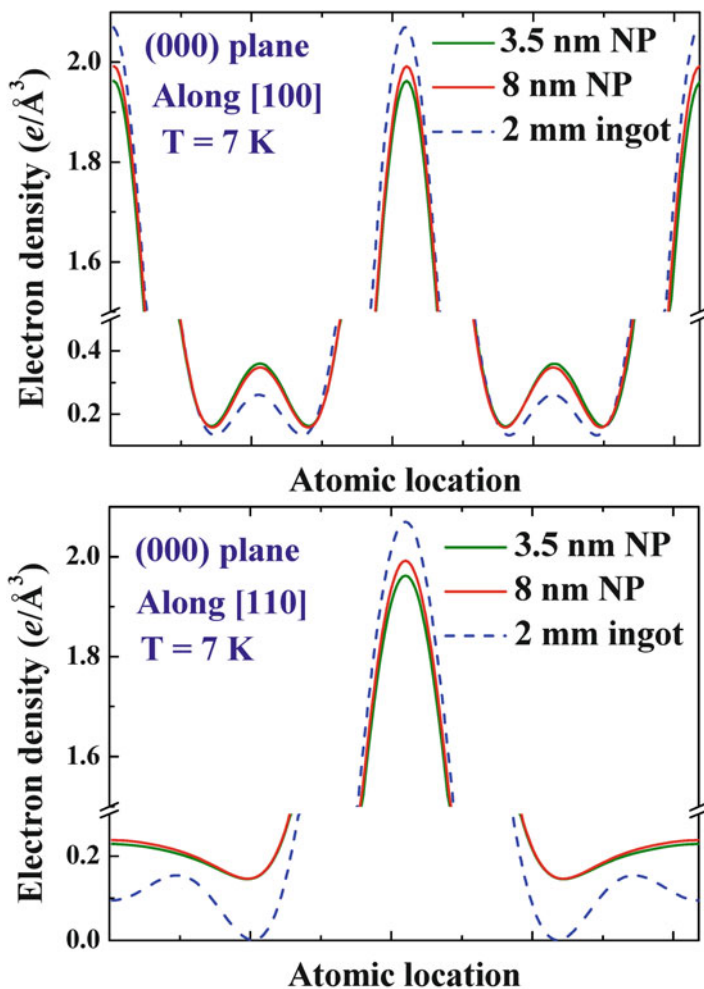 (000) plane
Along [100]
T = 7 K
3.5 nm NP
8 nm NP
2 mm ingot
Electron density (e/Å³)
2.0
1.8
1.6
0.4
0.2
Atomic location
(000) plane
Along [110]
T = 7 K
3.5 nm NP
8 nm NP
2 mm ingot
Electron density (e/Å³)
2.0
1.8
1.6
0.2
0.0
Atomic location